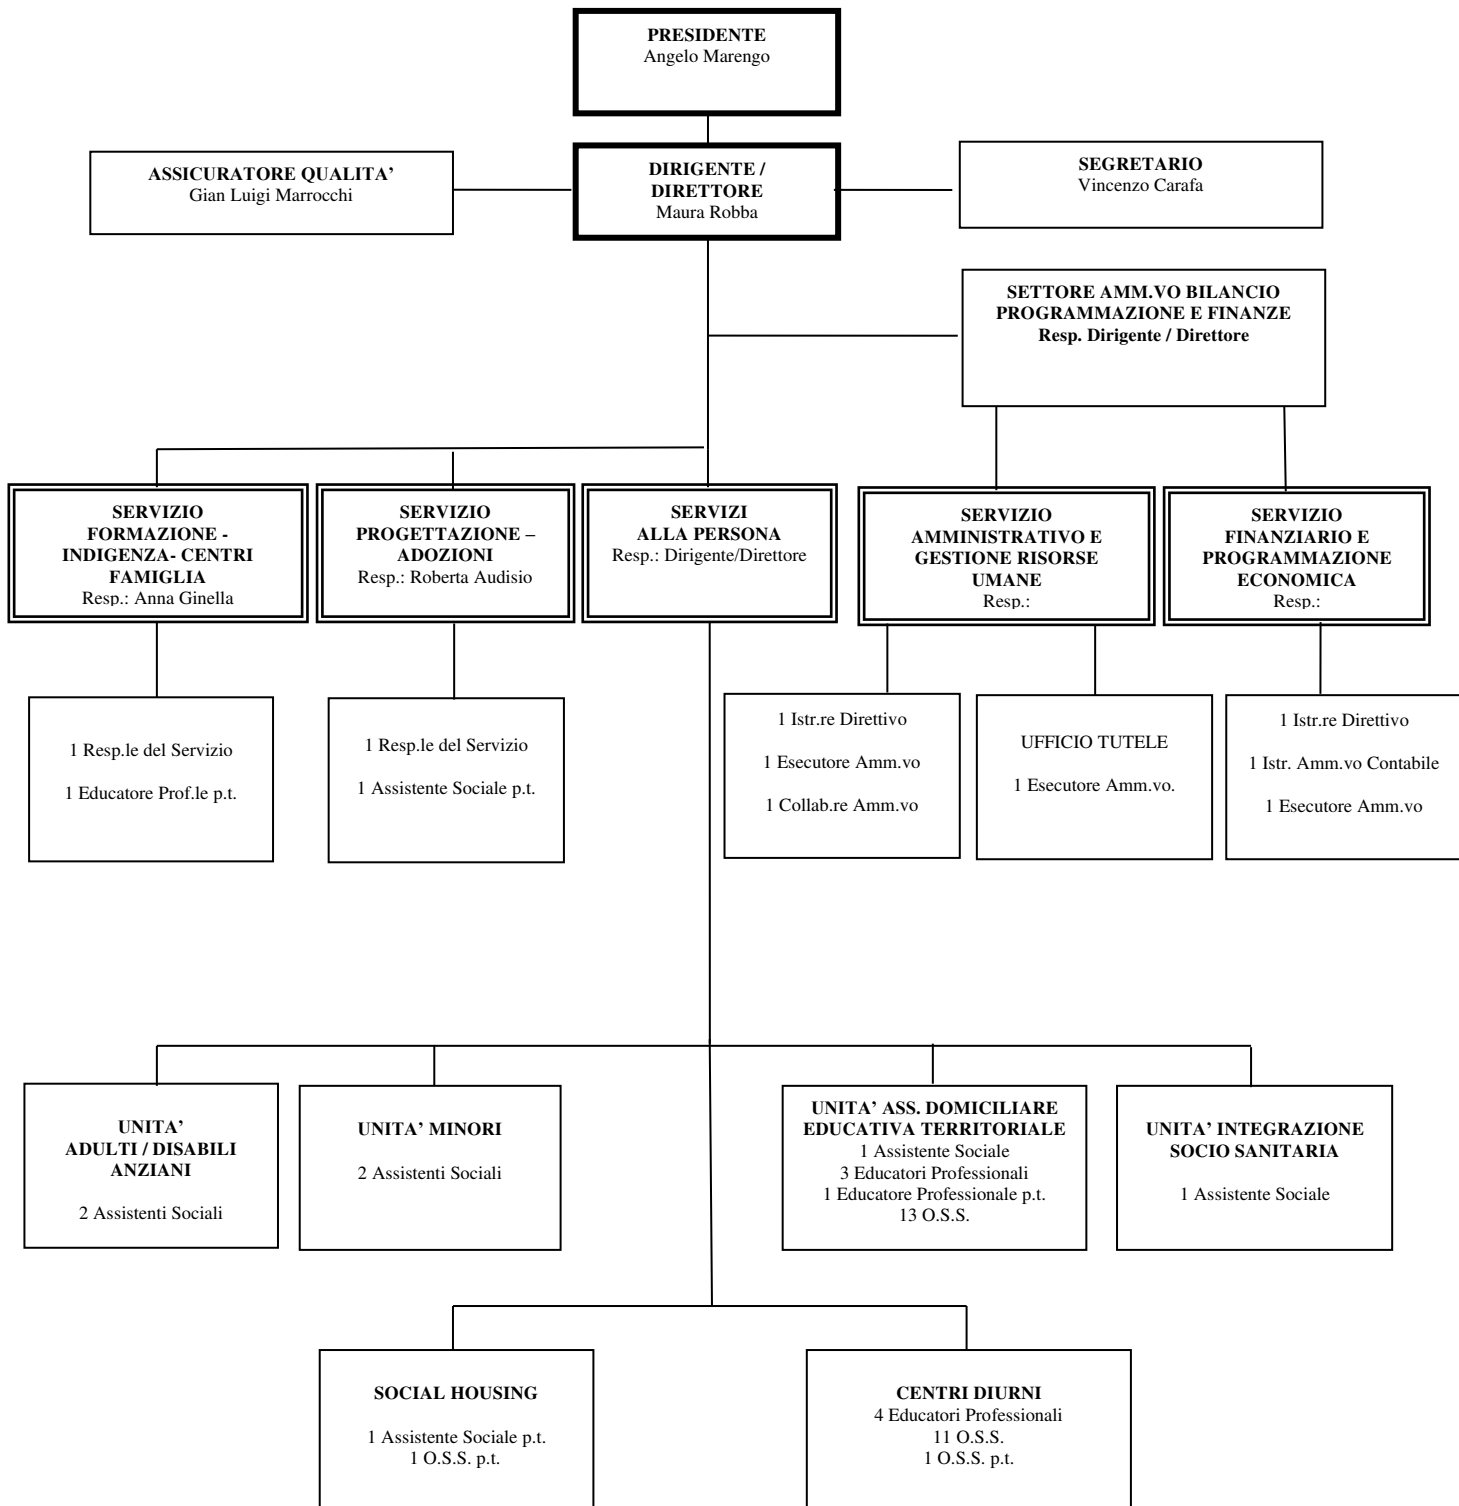 PRESIDENTE
Angelo Marengo
ASSICURATORE QUALITA’
Gian Luigi Marrocchi
DIRIGENTE /
DIRETTORE
Maura Robba
SEGRETARIO
Vincenzo Carafa
SETTORE AMM.VO BILANCIO
PROGRAMMAZIONE E FINANZE
Resp. Dirigente / Direttore
SERVIZIO
FORMAZIONE -
INDIGENZA- CENTRI
FAMIGLIA
Resp.: Anna Ginella
SERVIZIO
PROGETTAZIONE –
ADOZIONI
Resp.: Roberta Audisio
SERVIZI
ALLA PERSONA
Resp.: Dirigente/Direttore
SERVIZIO
AMMINISTRATIVO E
GESTIONE RISORSE
UMANE
Resp.:
SERVIZIO
FINANZIARIO E
PROGRAMMAZIONE
ECONOMICA
Resp.:
1 Resp.le del Servizio
1 Educatore Prof.le p.t.
1 Resp.le del Servizio
1 Assistente Sociale p.t.
1 Istr.re Direttivo
1 Esecutore Amm.vo
1 Collab.re Amm.vo
UFFICIO TUTELE
1 Esecutore Amm.vo.
1 Istr.re Direttivo
1 Istr. Amm.vo Contabile
1 Esecutore Amm.vo
UNITA’
ADULTI / DISABILI
ANZIANI
2 Assistenti Sociali
UNITA’ MINORI
2 Assistenti Sociali
UNITA’ ASS. DOMICILIARE
EDUCATIVA TERRITORIALE
1 Assistente Sociale
3 Educatori Professionali
1 Educatore Professionale p.t.
13 O.S.S.
UNITA’ INTEGRAZIONE
SOCIO SANITARIA
1 Assistente Sociale
SOCIAL HOUSING
1 Assistente Sociale p.t.
1 O.S.S. p.t.
CENTRI DIURNI
4 Educatori Professionali
11 O.S.S.
1 O.S.S. p.t.